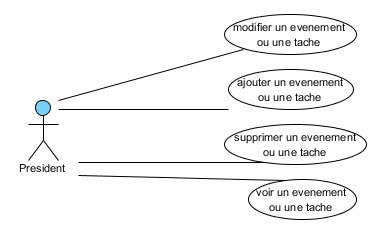 modifier un evenement
ou une tache
ajouter un evenement
ou une tache
supprimer un evenement
ou une tache
President
voir un evenement
ou une tache